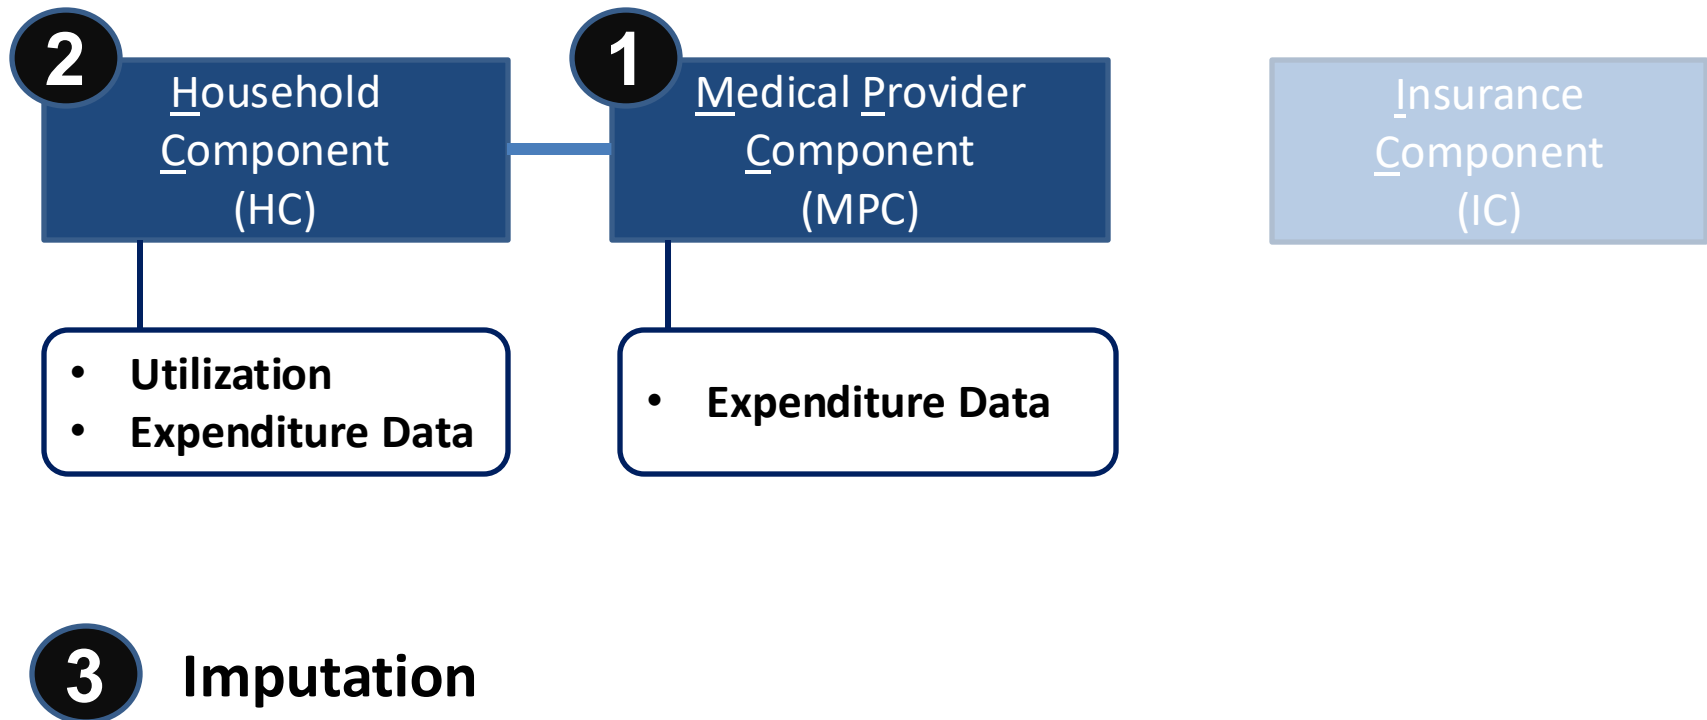 2
Household
Component
(HC)
1
Medical Provider
Component
(MPC)
Insurance
Component
(IC)
• Utilization
• Expenditure Data
• Expenditure Data
3 Imputation